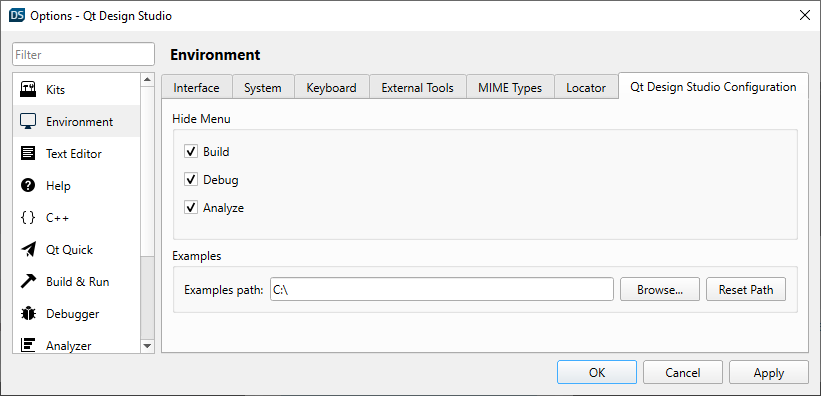 DS Options - Qt Design Studio
Filter
Kits
Environment
Text Editor
Help
{ } C++
Qt Quick
Build & Run
Debugger
Analyzer
Environment
Interface System Keyboard External Tools MIME Types Locator Qt Design Studio Configuration
Hide Menu
Build
Debug
Analyze
Examples
Examples path: C:\ Browse... Reset Path
OK Cancel Apply